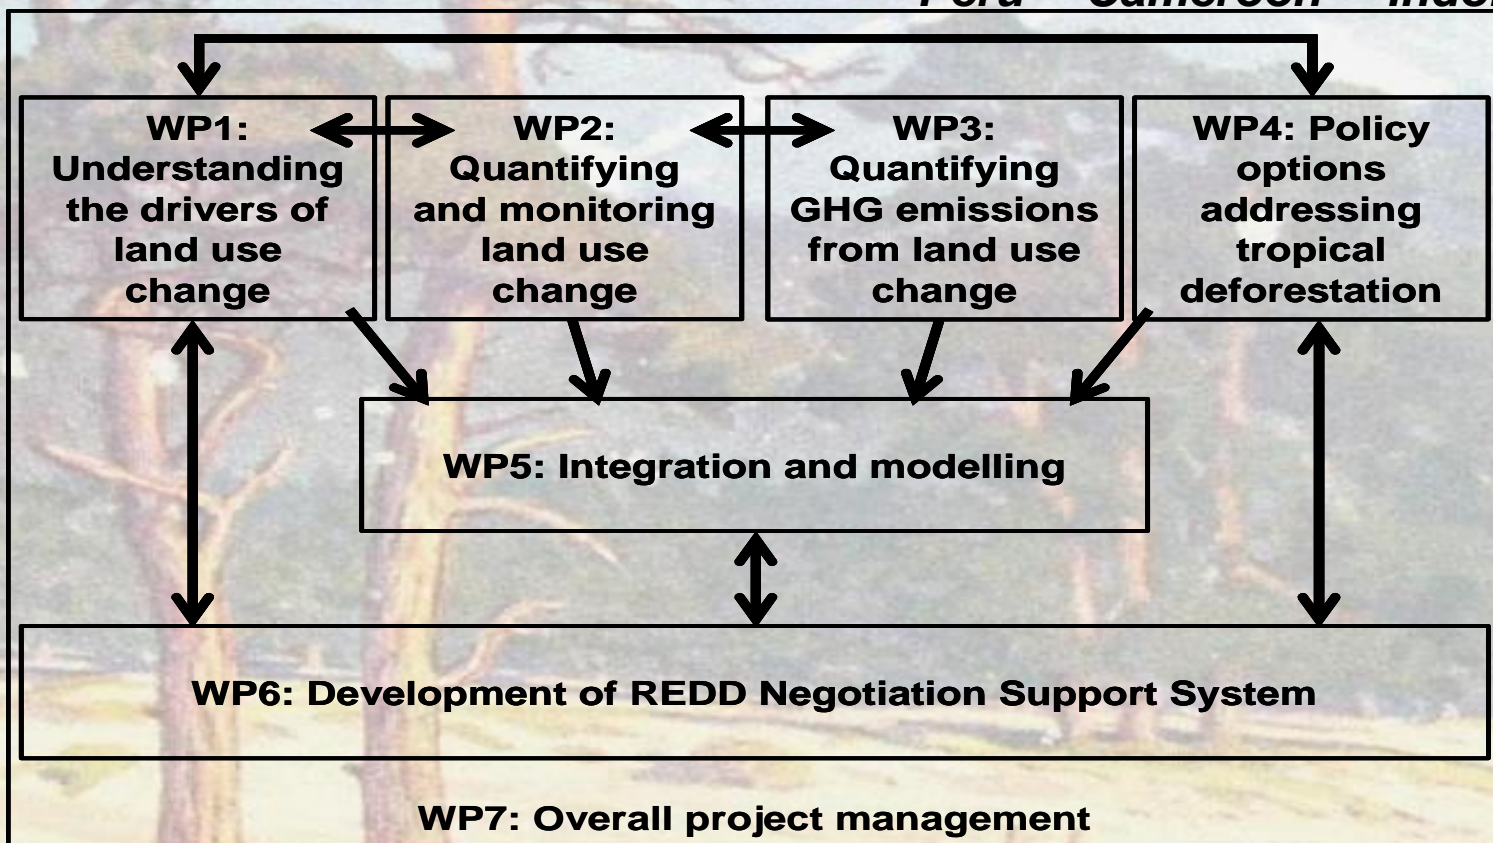 WP1:
Understanding
the drivers of
land use
change
WP2:
Quantifying
and monitoring
land use
change
WP3:
Quantifying
GHG emissions
from land use
change
WP4: Policy
options
addressing
tropical
deforestation
WP5: Integration and modelling
WP6: Development of REDD Negotiation Support System
WP7: Overall project management